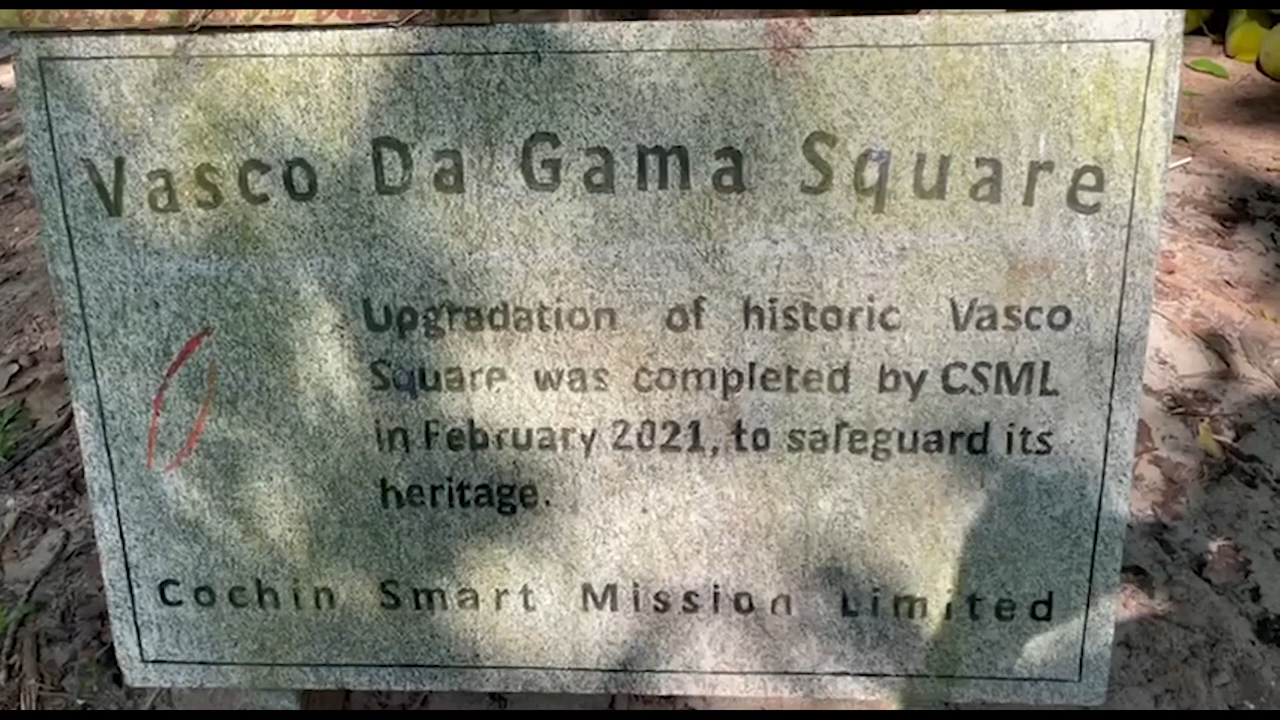 Vasco Da Gama Square
Upgradation of historic Vasco
Square was completed by CSML
in February 2021, to safeguard its
heritage.
Cochin Smart Mission Limited